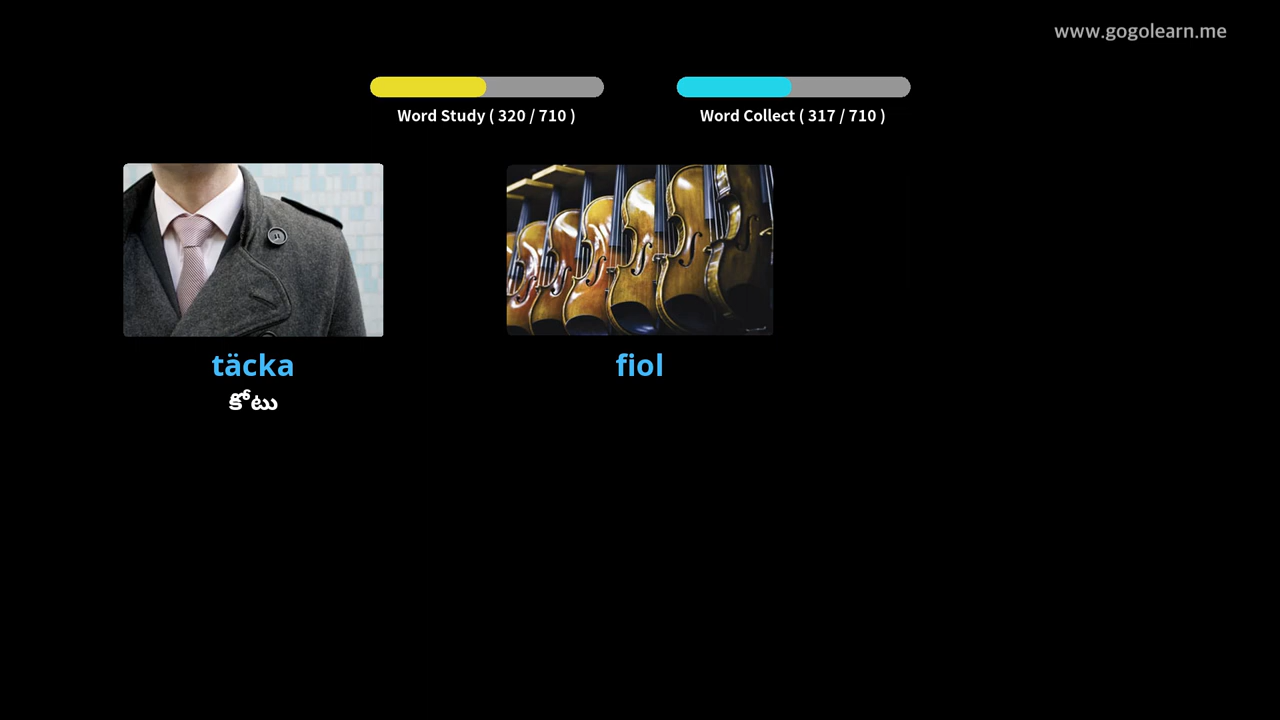 www.gogolearn.me
Word Study ( 320 / 710 )
Word Collect ( 317 / 710 )
täcka
fiol
కోటు